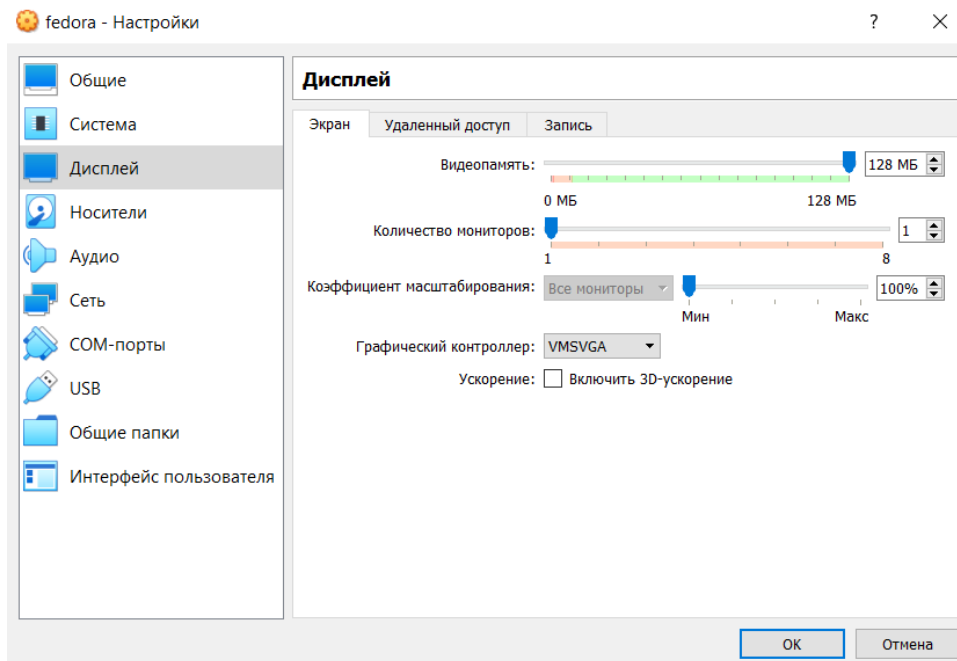 fedora - Настройки
?
Общие
Система
Дисплей
Носители
Аудио
Сеть
COM-порты
USB
Общие папки
Интерфейс пользователя
Дисплей
Экран Удаленный доступ Запись
Видеопамять: 128 МБ
0 МБ 128 МБ
Количество мониторов: 1
1 8
Коэффициент масштабирования: Все мониторы 100%
Мин Макс
Графический контроллер: VMSVGA
Ускорение: Включить 3D-ускорение
OK Отмена